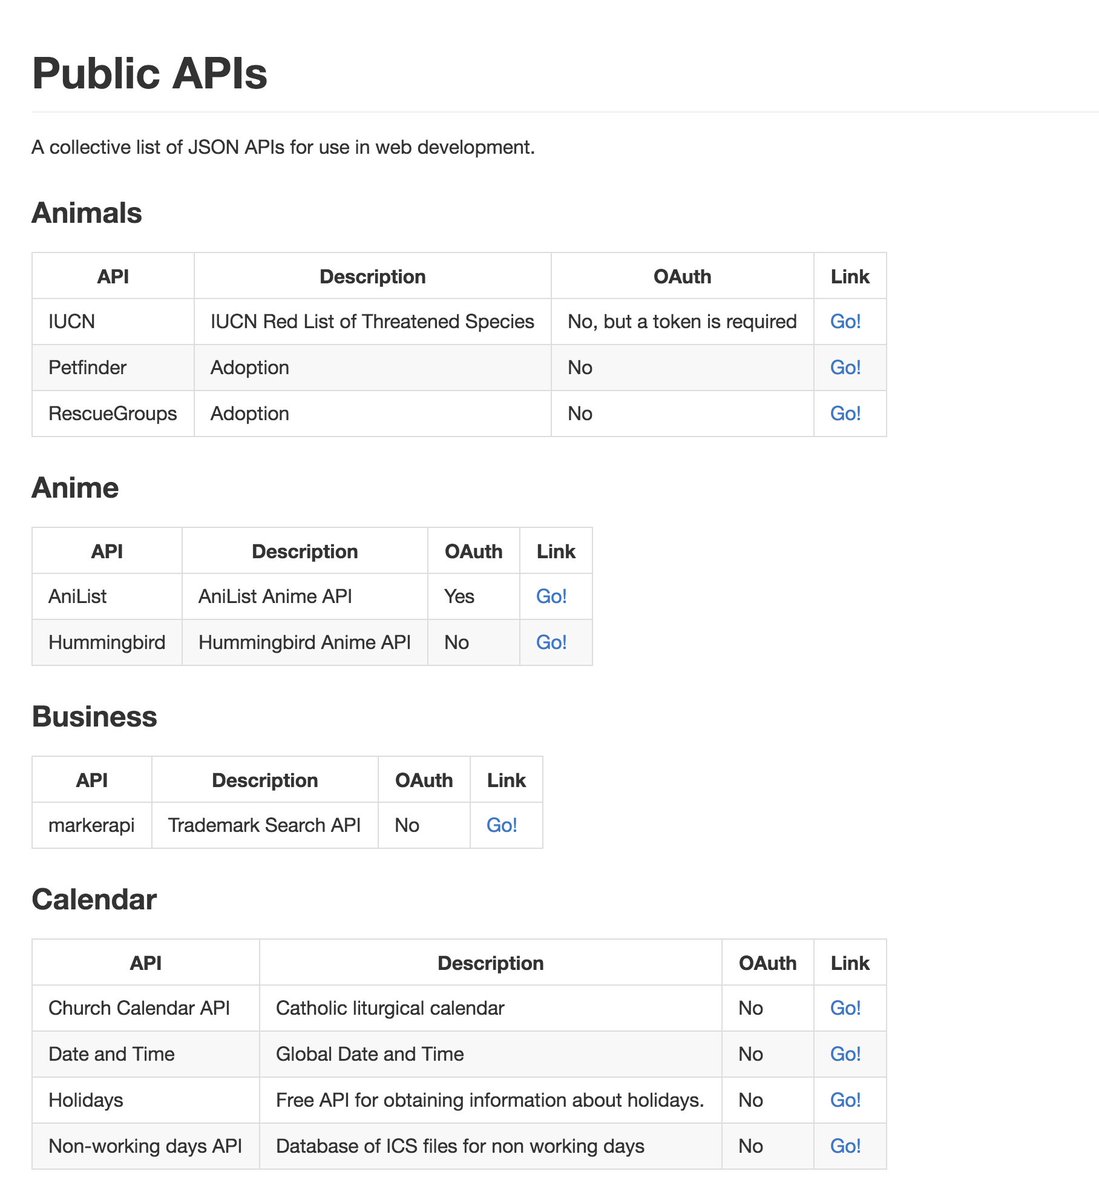 Public APIs
A collective list of JSON APIs for use in web development.
Animals
API Description OAuth Link
IUCN IUCN Red List of Threatened Species No, but a token is required Go!
Petfinder Adoption No Go!
RescueGroups Adoption No Go!
Anime
API Description OAuth Link
AniList AniList Anime API Yes Go!
Hummingbird Hummingbird Anime API No Go!
Business
API Description OAuth Link
markerapi Trademark Search API No Go!
Calendar
API Description OAuth Link
Church Calendar API Catholic liturgical calendar No Go!
Date and Time Global Date and Time No Go!
Holidays Free API for obtaining information about holidays. No Go!
Non-working days API Database of ICS files for non working days No Go!